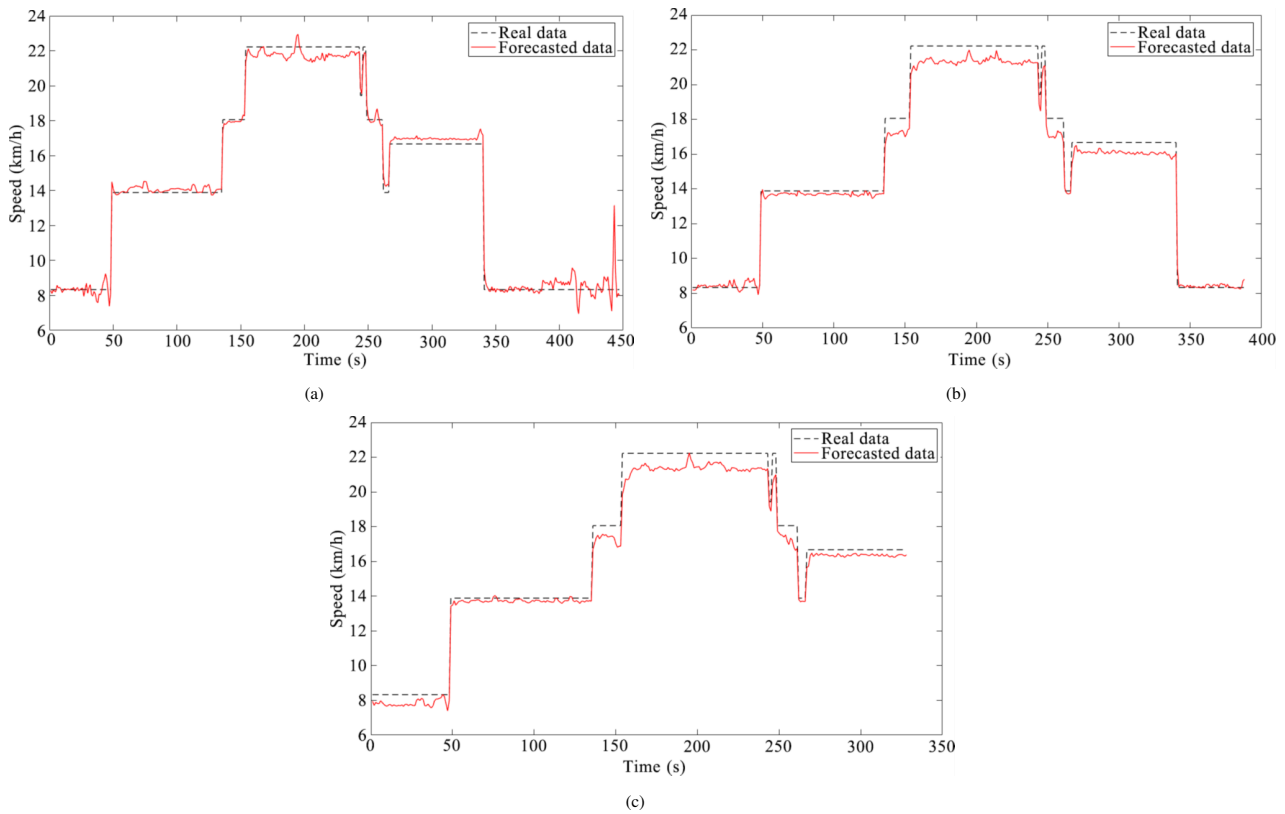 24
22
20
18
16
14
12
10
8
6
Speed (km/h)
Real data
Forecasted data
0 50 100 150 200 250 300 350 400 450
Time (s)
(a)
24
22
20
18
16
14
12
10
8
6
Speed (km/h)
Real data
Forecasted data
0 50 100 150 200 250 300 350 400
Time (s)
(b)
24
22
20
18
16
14
12
10
8
6
Speed (km/h)
Real data
Forecasted data
0 50 100 150 200 250 300 350
Time (s)
(c)